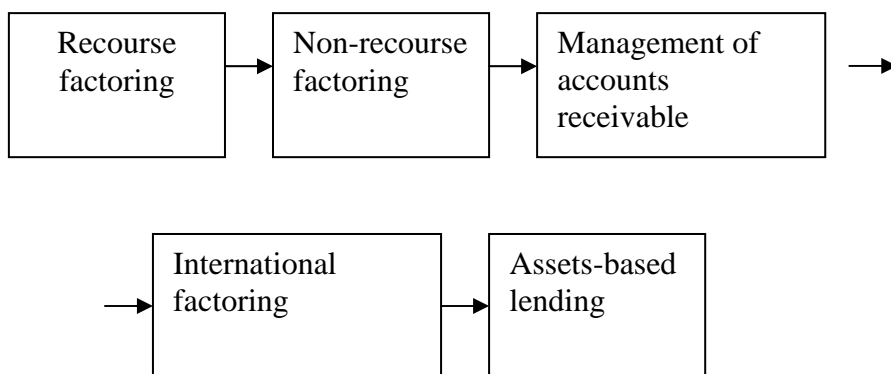 Recourse
factoring
Non-recourse
factoring
Management of
accounts
receivable
International
factoring
Assets-based
lending